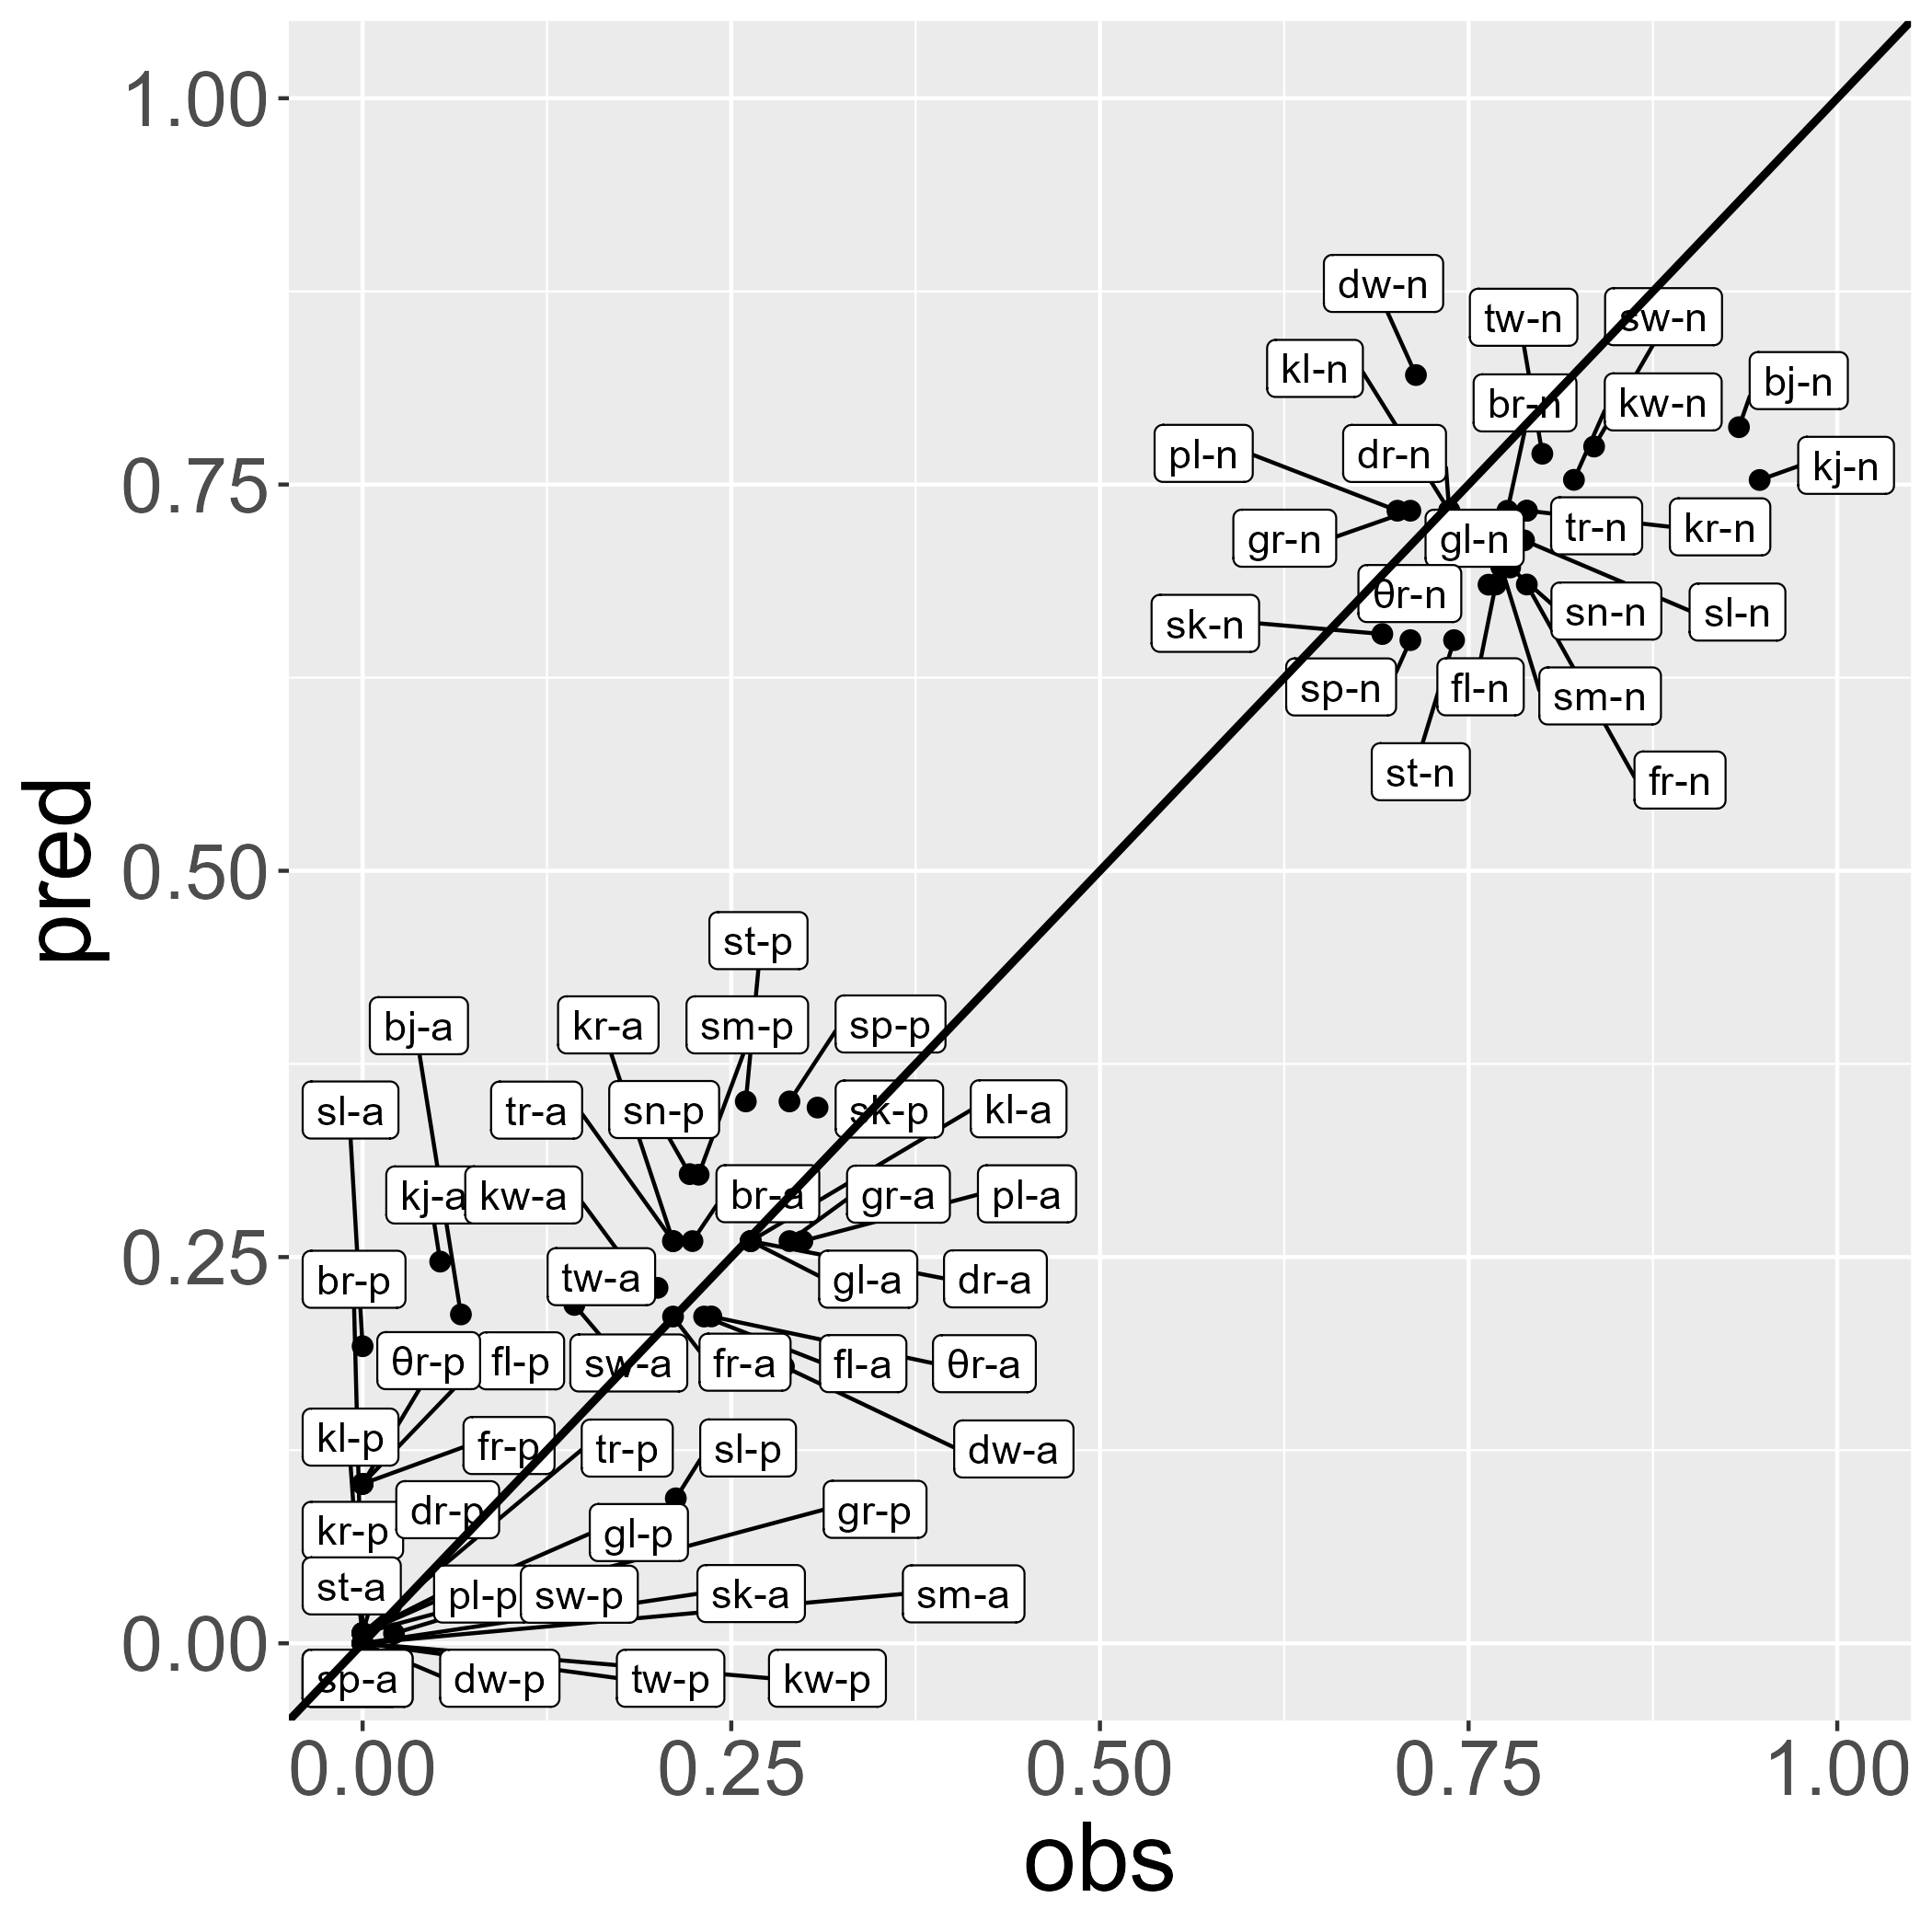 1.00
dw-n
tw-n
sw-n
kl-n
br-n
kw-n
bj-n
pl-n
dr-n
kj-n
0.75
gr-n
gl-n
tr-n
kr-n
θr-n
sk-n
sn-n
sl-n
sp-n
fl-n
sm-n
st-n
fr-n
pred
0.50
st-p
bj-a
kr-a
sm-p
sp-p
sl-a
tr-a
sn-p
sk-p
kl-a
kj-a
kw-a
br-a
gr-a
pl-a
0.25
br-p
tw-a
gl-a
dr-a
θr-p
fl-p
sw-a
fr-a
fl-a
θr-a
kl-p
fr-p
tr-p
sl-p
dw-a
kr-p
dr-p
gl-p
gr-p
st-a
pl-p
sw-p
sk-a
sm-a
0.00
sp-a
dw-p
tw-p
kw-p
0.00
0.25
0.50
0.75
1.00
obs